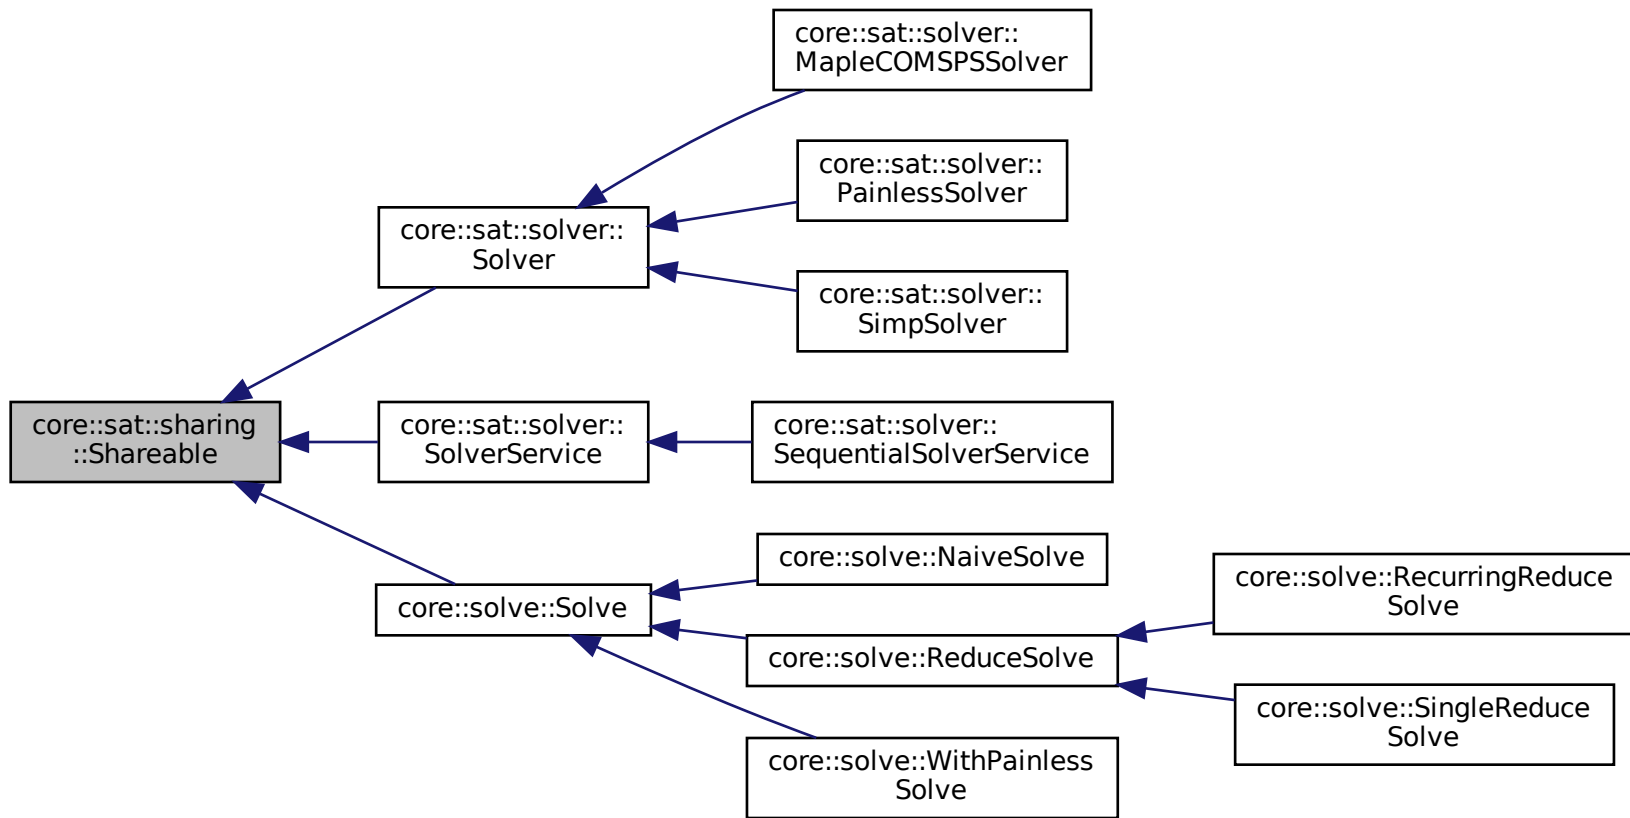 core::sat::solver::
MapleCOMSPSSolver
core::sat::solver::
PainlessSolver
core::sat::solver::
Solver
core::sat::solver::
SimpSolver
core::sat::sharing
::Shareable
core::sat::solver::
SolverService
core::sat::solver::
SequentialSolverService
core::solve::NaiveSolve
core::solve::RecurringReduce
Solve
core::solve::Solve
core::solve::ReduceSolve
core::solve::SingleReduce
Solve
core::solve::WithPainless
Solve